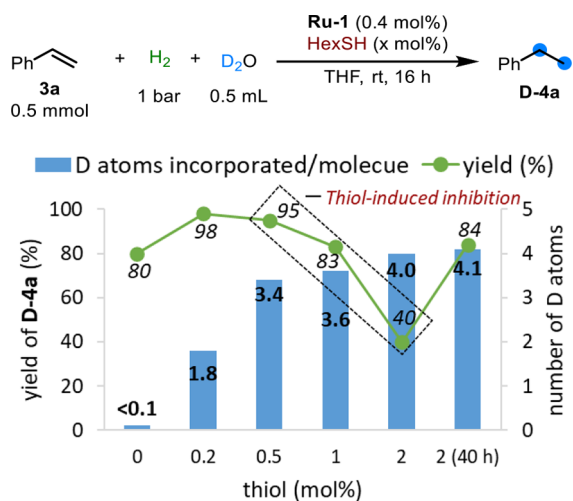 Ru-1 (0.4 mol%)
HexSH (x mol%)
THF, rt, 16 h
Ph
+ H2 + D2O
Ph
3a
0.5 mmol
1 bar
0.5 mL
D-4a
D atoms incorporated/molecue
yield (%)
Thiol-induced inhibition
yield of D-4a (%)
100
80
60
40
20
0
80
98
95
83
40
84
<0.1
1.8
3.4
3.6
4.0
4.1
5
4
3
2
1
0
number of D atoms
0 0.2 0.5 1 2 2 (40 h)
thiol (mol%)